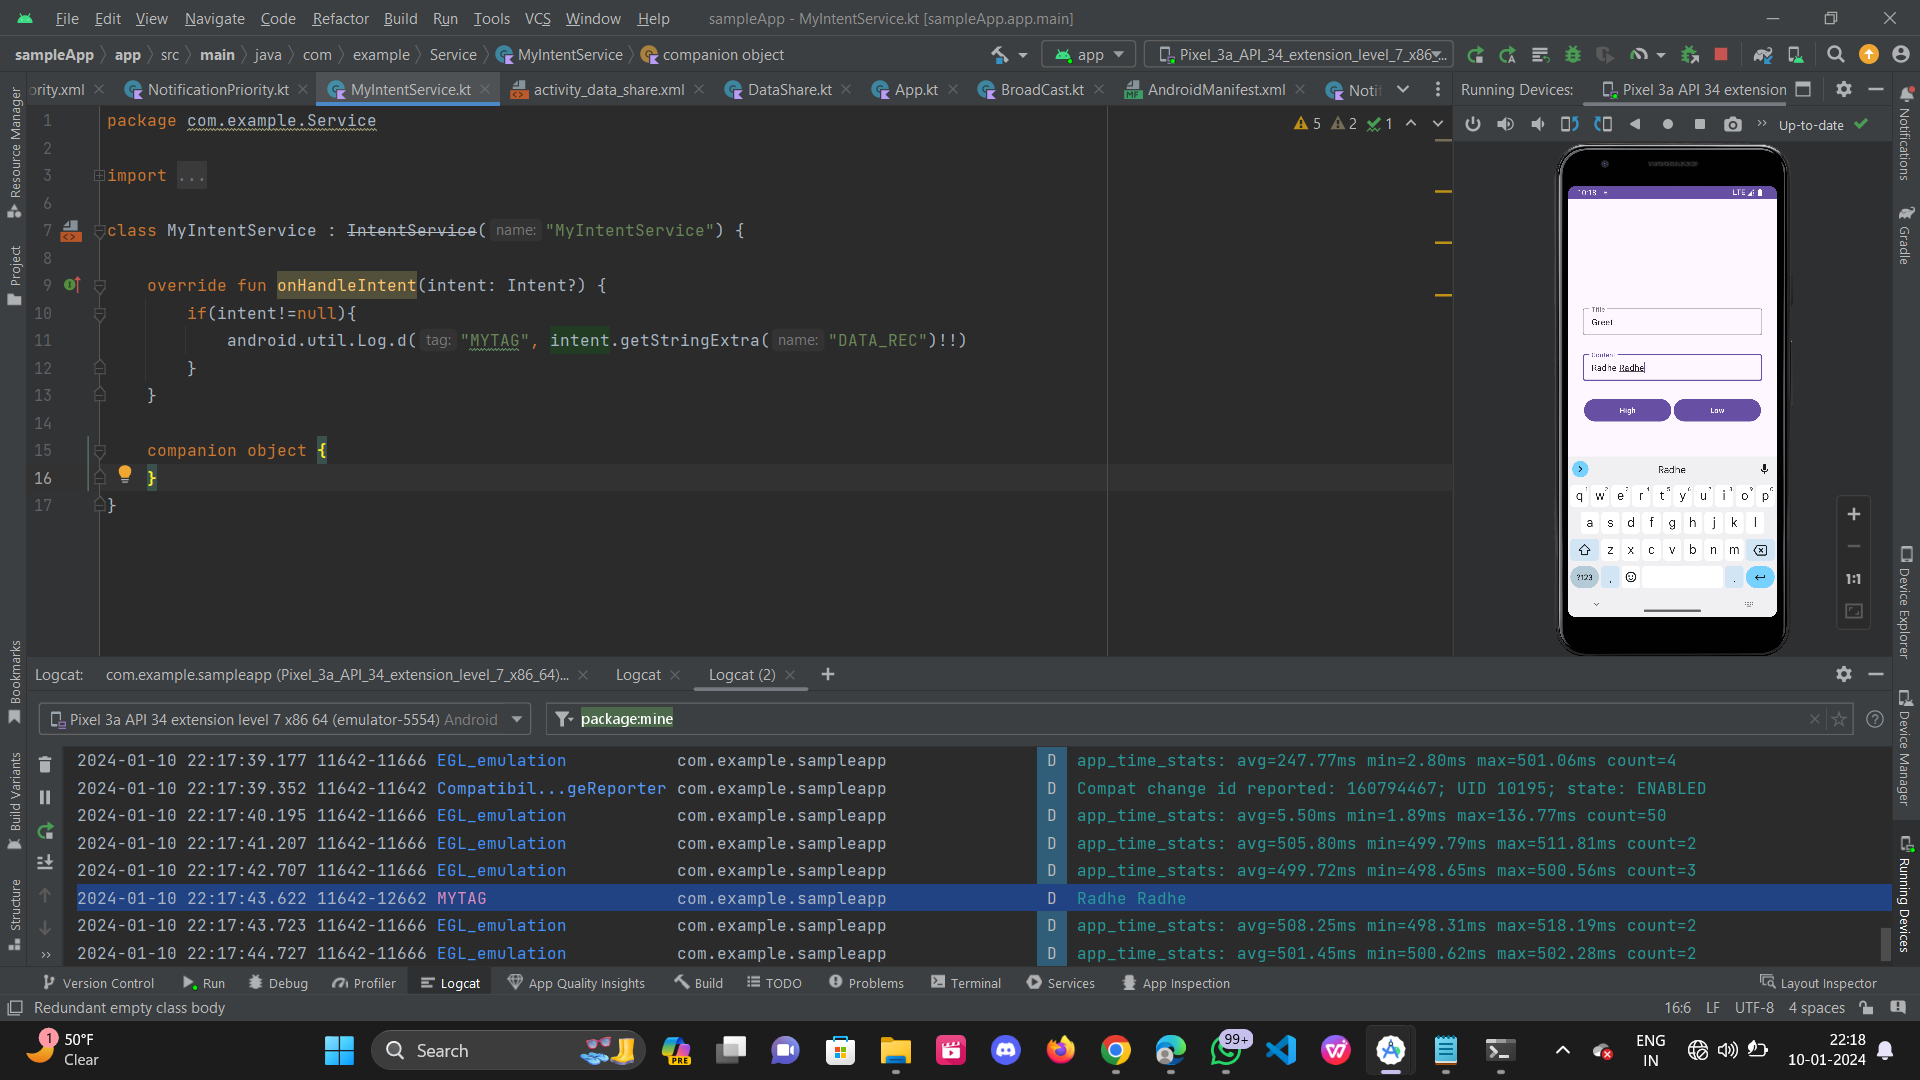 File Edit View Navigate Code Refactor Build Run Tools VCS Window Help sampleApp - MyIntentService.kt [sampleApp.app.main]
sampleApp app src main java com example Service MyIntentService companion object app Pixel_3a_API_34_extension_level_7_x86
ority.xml NotificationPriority.kt MyIntentService.kt activity_data_share.xml DataShare.kt App.kt BroadCast.kt AndroidManifest.xml Notif Running Devices: Pixel 3a API 34 extension
5 2 1
Up-to-date
1 package com.example.Service
2
3 import ...
6
7 class MyIntentService : IntentService( name: "MyIntentService") {
8
9 override fun onHandleIntent(intent: Intent?) {
10 if(intent!=null){
11 android.util.Log.d( tag: "MYTAG", intent.getStringExtra( name: "DATA_REC")!!)
12 }
13 }
14
15 companion object {
16 }
17 }
Resource Manager
Project
Bookmarks
Build Variants
Structure
Notifications
Gradle
Device Explorer
Device Manager
Running Devices
10:18 LTE
Title
Greet
Content
Radhe Radhe
High Low
Radhe
q1 w2 e3 r4 t5 y6 u7 i8 o9 p0
a s d f g h j k l
z x c v b n m
?123 , .
1:1
Logcat: com.example.sampleapp (Pixel_3a_API_34_extension_level_7_x86_64)... Logcat Logcat (2)
Pixel 3a API 34 extension level 7 x86 64 (emulator-5554) Android package:mine
2024-01-10 22:17:39.177 11642-11666 EGL_emulation com.example.sampleapp D app_time_stats: avg=247.77ms min=2.80ms max=501.06ms count=4
2024-01-10 22:17:39.352 11642-11642 Compatibil...geReporter com.example.sampleapp D Compat change id reported: 160794467; UID 10195; state: ENABLED
2024-01-10 22:17:40.195 11642-11666 EGL_emulation com.example.sampleapp D app_time_stats: avg=5.50ms min=1.89ms max=136.77ms count=50
2024-01-10 22:17:41.207 11642-11666 EGL_emulation com.example.sampleapp D app_time_stats: avg=505.80ms min=499.79ms max=511.81ms count=2
2024-01-10 22:17:42.707 11642-11666 EGL_emulation com.example.sampleapp D app_time_stats: avg=499.72ms min=498.65ms max=500.56ms count=3
2024-01-10 22:17:43.622 11642-12662 MYTAG com.example.sampleapp D Radhe Radhe
2024-01-10 22:17:43.723 11642-11666 EGL_emulation com.example.sampleapp D app_time_stats: avg=508.25ms min=498.31ms max=518.19ms count=2
2024-01-10 22:17:44.727 11642-11666 EGL_emulation com.example.sampleapp D app_time_stats: avg=501.45ms min=500.62ms max=502.28ms count=2
Version Control Run Debug Profiler Logcat App Quality Insights Build TODO Problems Terminal Services App Inspection Layout Inspector
Redundant empty class body 16:6 LF UTF-8 4 spaces
1 50°F
Clear
Search
PRE
99+
ENG
IN
22:18
10-01-2024